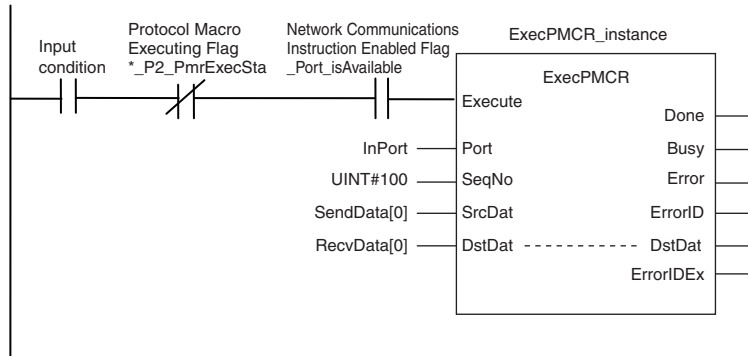 Input
condition
Protocol Macro
Executing Flag
*_P2_PmrExecSta
Network Communications
Instruction Enabled Flag
_Port_isAvailable
ExecPMCR_instance
ExecPMCR
Execute
Done
InPort Port Busy
UINT#100 SeqNo Error
SendData[0] SrcDat ErrorID
RecvData[0] DstDat DstDat
ErrorIDEx